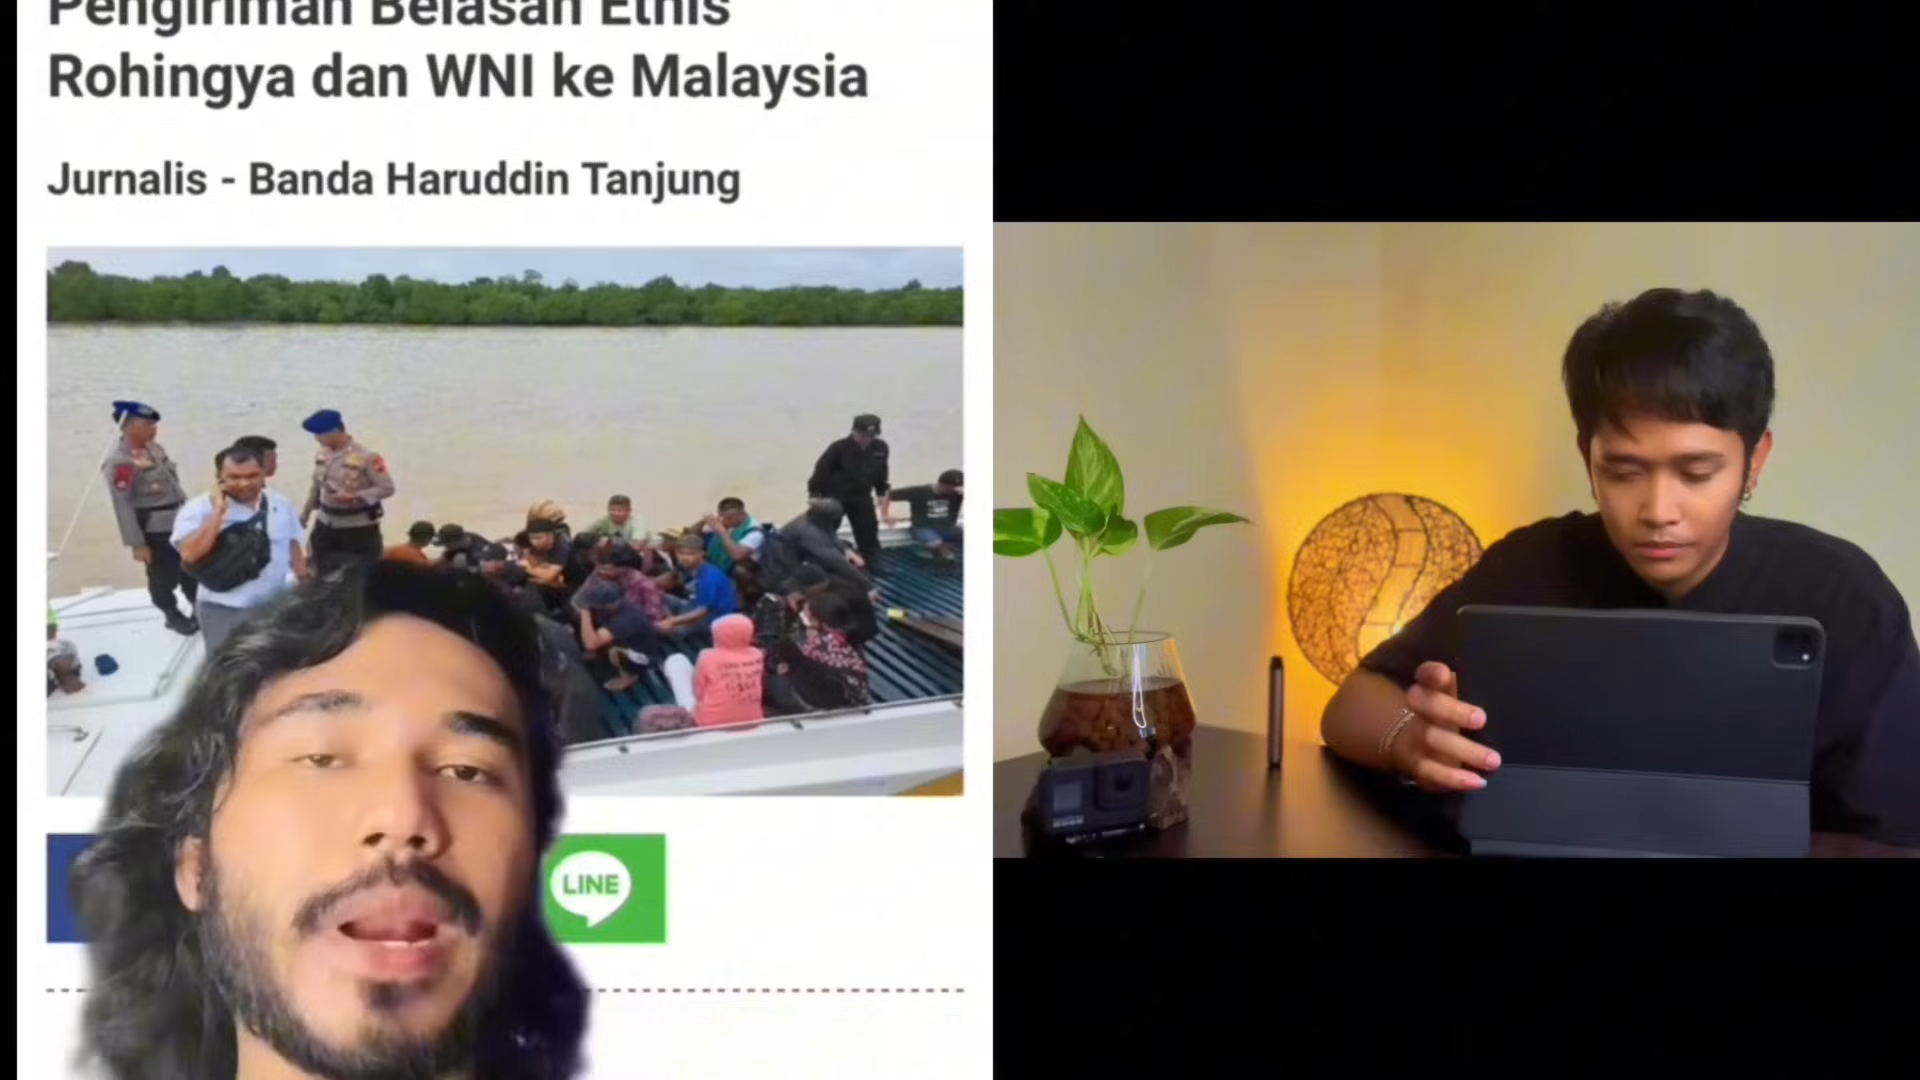 Pengiriman Belasan Etnis
Rohingya dan WNI ke Malaysia
Jurnalis - Banda Haruddin Tanjung
LINE